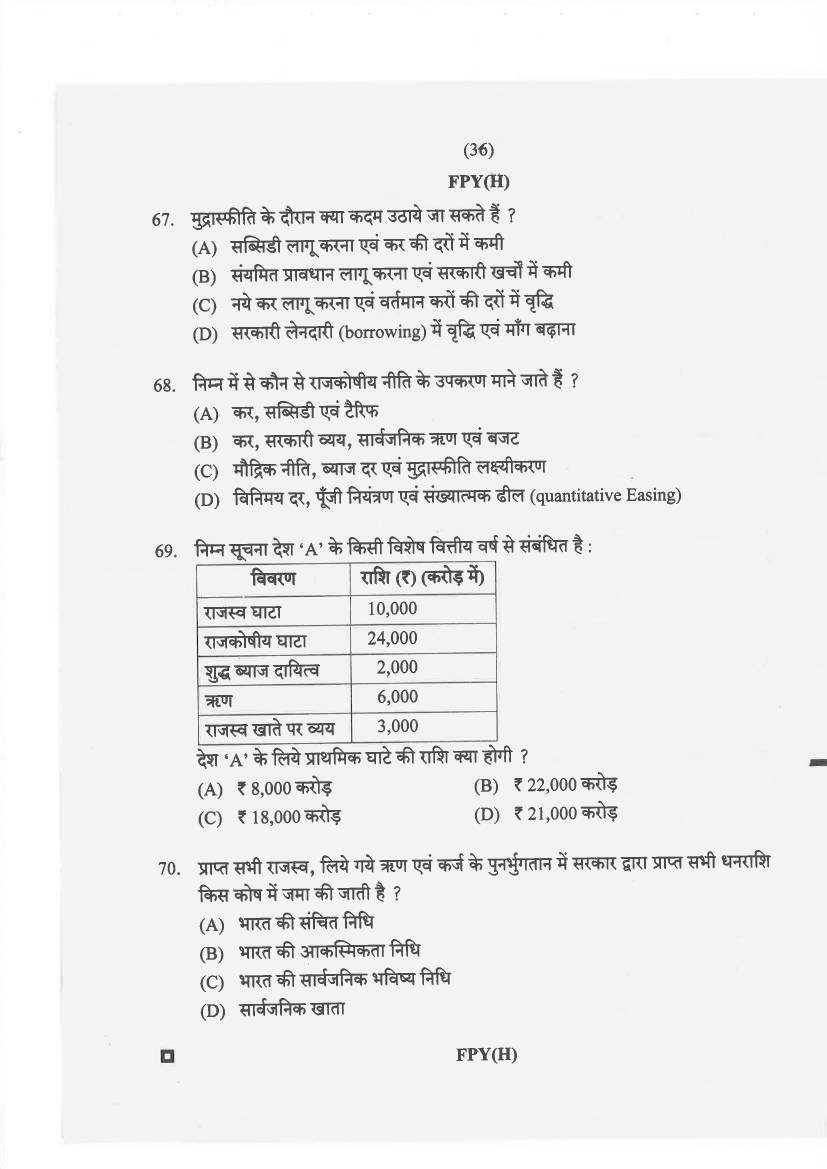 (36)
FPY(H)
67. मुद्रास्फीति के दौरान क्या कदम उठाये जा सकते हैं ?
(A) सब्सिडी लागू करना एवं कर की दरों में कमी
(B) संयमित प्रावधान लागू करना एवं सरकारी खर्चों में कमी
(C) नये कर लागू करना एवं वर्तमान करों की दरों में वृद्धि
(D) सरकारी लेनदारी (borrowing) में वृद्धि एवं माँग बढ़ाना
68. निम्न में से कौन से राजकोषीय नीति के उपकरण माने जाते हैं ?
(A) कर, सब्सिडी एवं टैरिफ
(B) कर, सरकारी व्यय, सार्वजनिक ऋण एवं बजट
(C) मौद्रिक नीति, ब्याज दर एवं मुद्रास्फीति लक्ष्यीकरण
(D) विनिमय दर, पूँजी नियंत्रण एवं संख्यात्मक ढील (quantitative Easing)
69. निम्न सूचना देश ‘A’ के किसी विशेष वित्तीय वर्ष से संबंधित है :
विवरण राशि (₹) (करोड़ में)
राजस्व घाटा 10,000
राजकोषीय घाटा 24,000
शुद्ध ब्याज दायित्व 2,000
ऋण 6,000
राजस्व खाते पर व्यय 3,000
देश ‘A’ के लिये प्राथमिक घाटे की राशि क्या होगी ?
(A) ₹ 8,000 करोड़ (B) ₹ 22,000 करोड़
(C) ₹ 18,000 करोड़ (D) ₹ 21,000 करोड़
70. प्राप्त सभी राजस्व, लिये गये ऋण एवं कर्ज के पुनर्भुगतान में सरकार द्वारा प्राप्त सभी धनराशि
किस कोष में जमा की जाती है ?
(A) भारत की संचित निधि
(B) भारत की आकस्मिकता निधि
(C) भारत की सार्वजनिक भविष्य निधि
(D) सार्वजनिक खाता
FPY(H)